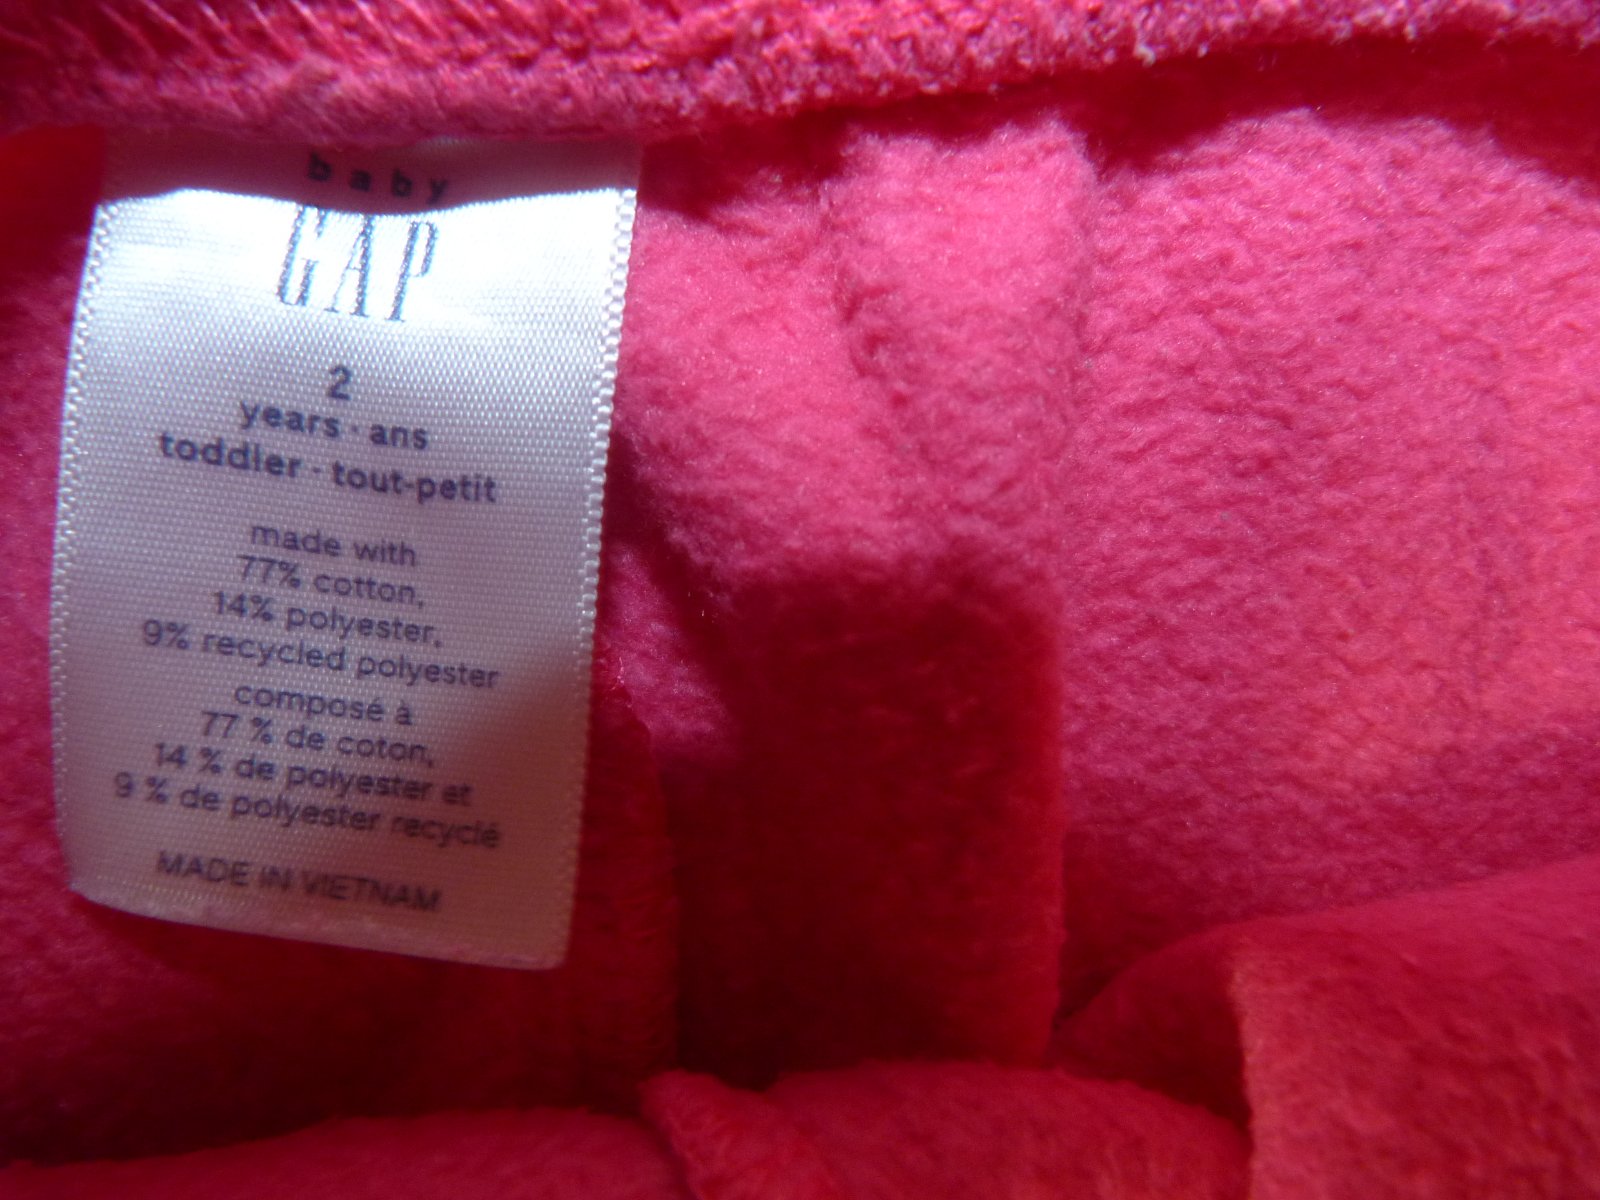 baby
GAP
2
years · ans
toddler · tout-petit
made with
77% cotton,
14% polyester,
9% recycled polyester
composé à
77 % de coton,
14 % de polyester et
9 % de polyester recyclé
MADE IN VIETNAM